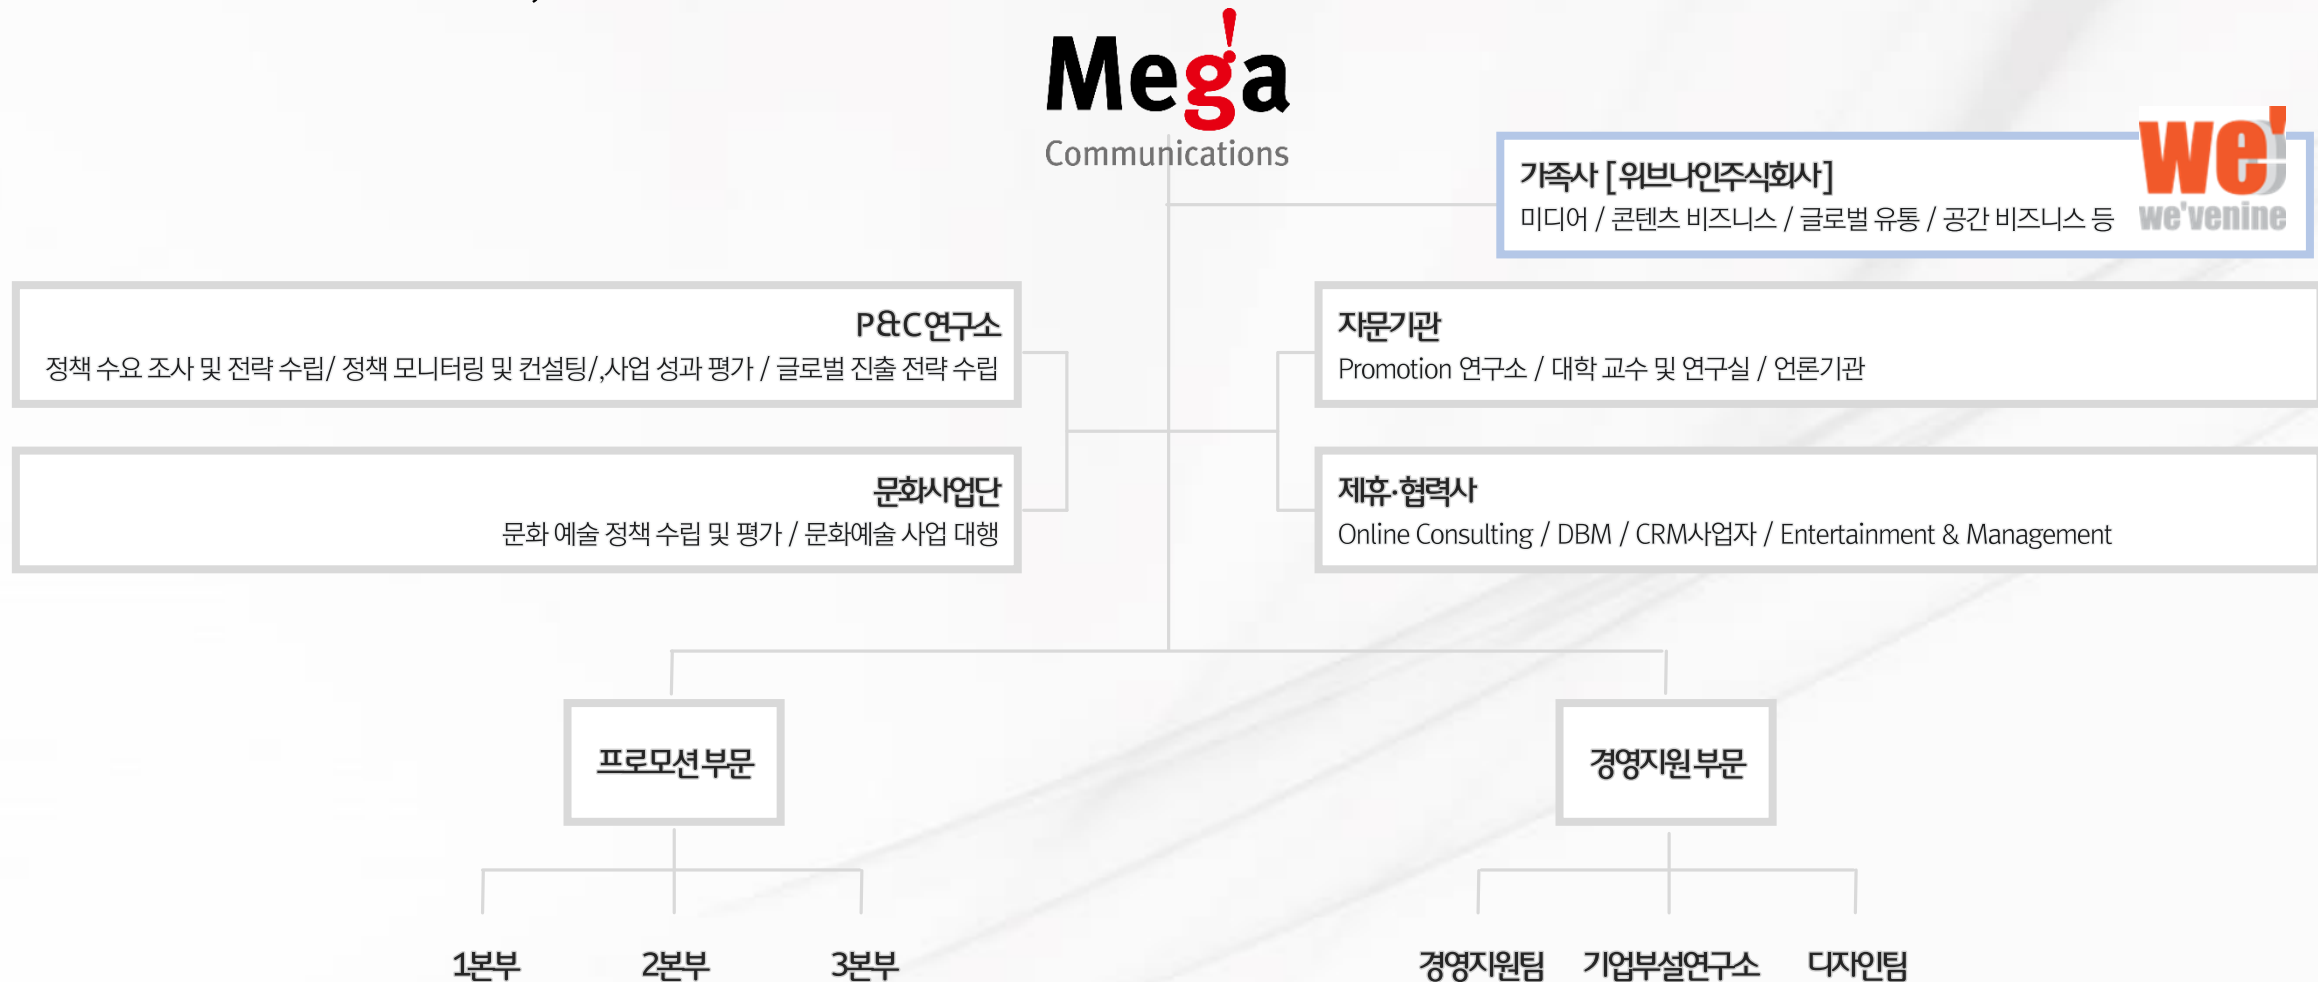 Mega
Communications
가족사 [위브나인주식회사]
미디어 / 콘텐츠 비즈니스 / 글로벌 유통 / 공간 비즈니스 등
we'
we'venine
P&C연구소
정책 수요 조사 및 전략 수립/ 정책 모니터링 및 컨설팅/,사업 성과 평가 / 글로벌 진출 전략 수립
자문기관
Promotion 연구소 / 대학 교수 및 연구실 / 언론기관
문화사업단
문화 예술 정책 수립 및 평가 / 문화예술 사업 대행
제휴·협력사
Online Consulting / DBM / CRM사업자 / Entertainment & Management
프로모션 부문
경영지원 부문
1본부
2본부
3본부
경영지원팀
기업부설연구소
디자인팀